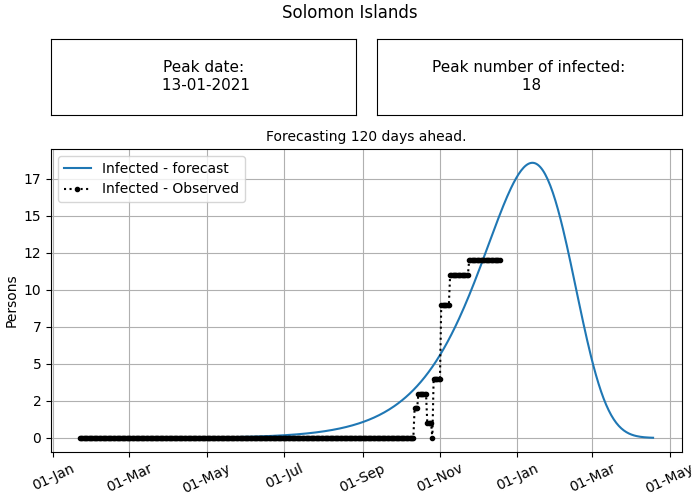 Solomon Islands
Peak date:
13-01-2021
Peak number of infected:
18
Forecasting 120 days ahead.
Infected - forecast
Infected - Observed
Persons
17
15
12
10
7
5
2
0
01-Jan
01-Mar
01-May
01-Jul
01-Sep
01-Nov
01-Jan
01-Mar
01-May